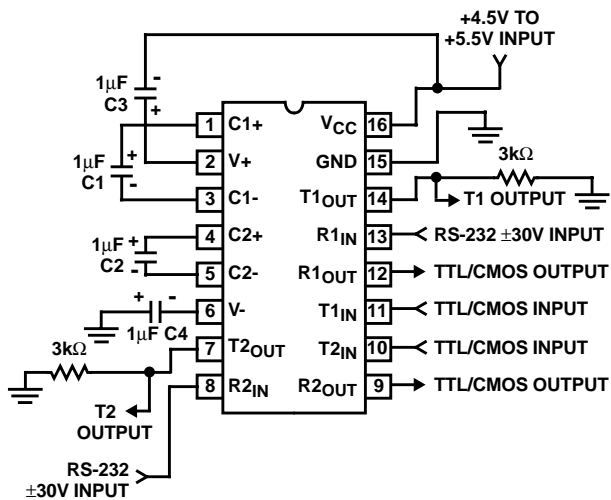 +4.5V TO
+5.5V INPUT
-
1μF
C3
+
1 C1+
VCC 16
+
1μF
C1
-
2 V+
GND 15
3kΩ
3 C1-
T1OUT 14
T1 OUTPUT
4 C2+
R1IN 13
RS-232 ±30V INPUT
1μF +
C2 -
5 C2-
R1OUT 12
TTL/CMOS OUTPUT
+ -
1μF C4
6 V-
T1IN 11
TTL/CMOS INPUT
3kΩ
7 T2OUT
T2IN 10
TTL/CMOS INPUT
8 R2IN
R2OUT 9
TTL/CMOS OUTPUT
T2
OUTPUT
RS-232
±30V INPUT